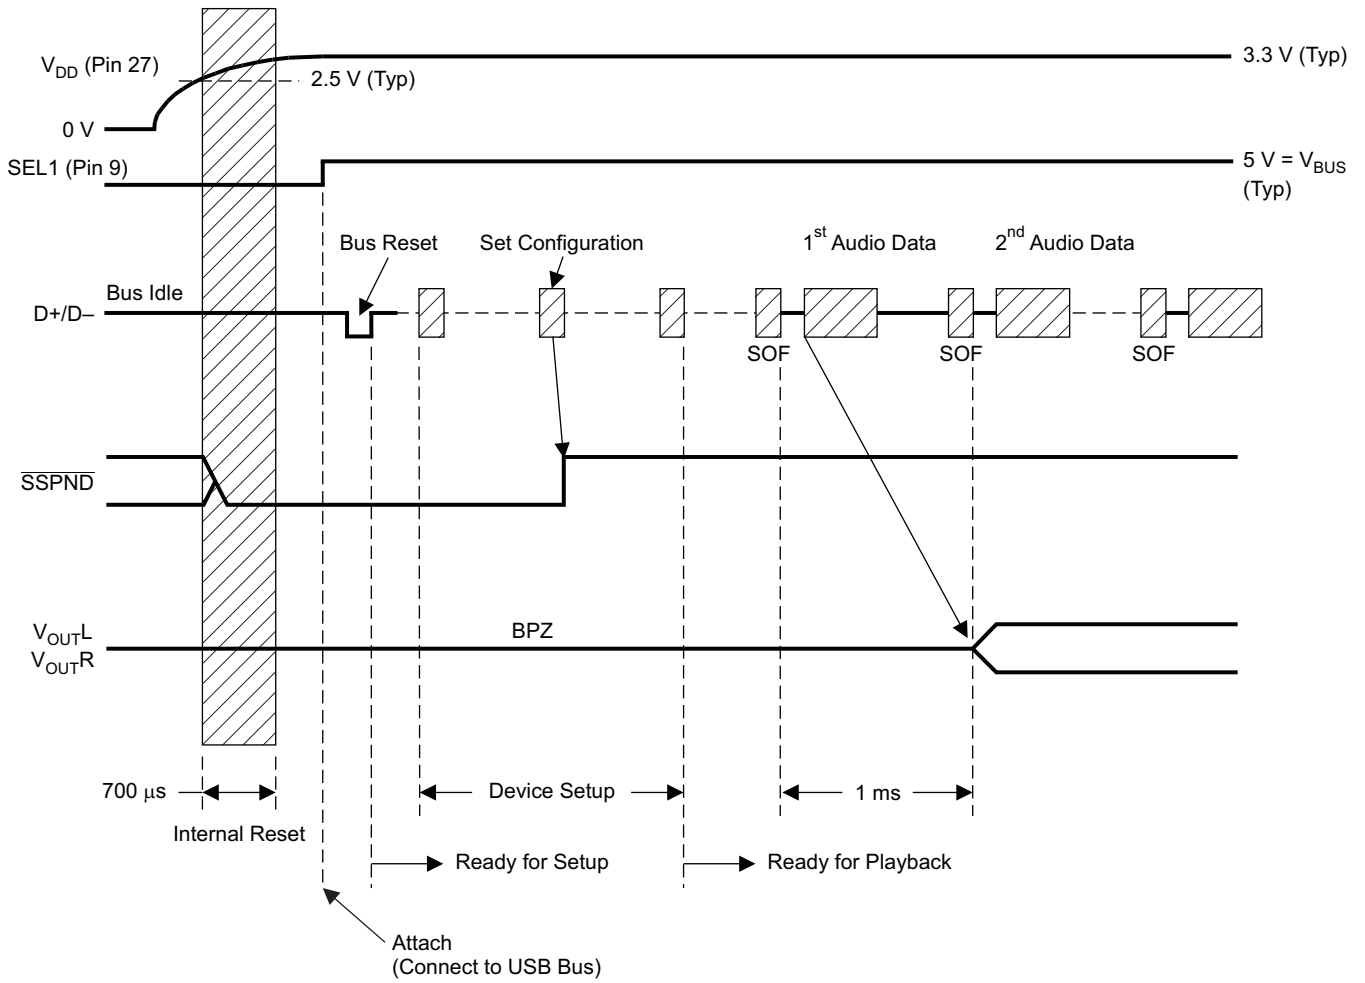 V_DD (Pin 27)
3.3 V (Typ)
2.5 V (Typ)
0 V
SEL1 (Pin 9)
5 V = V_BUS
(Typ)
Bus Reset
Set Configuration
1st Audio Data
2nd Audio Data
Bus Idle
D+/D–
SOF
SOF
SOF
SSPND
V_OUTL
V_OUTR
BPZ
700 μs
Device Setup
1 ms
Internal Reset
Ready for Setup
Ready for Playback
Attach
(Connect to USB Bus)